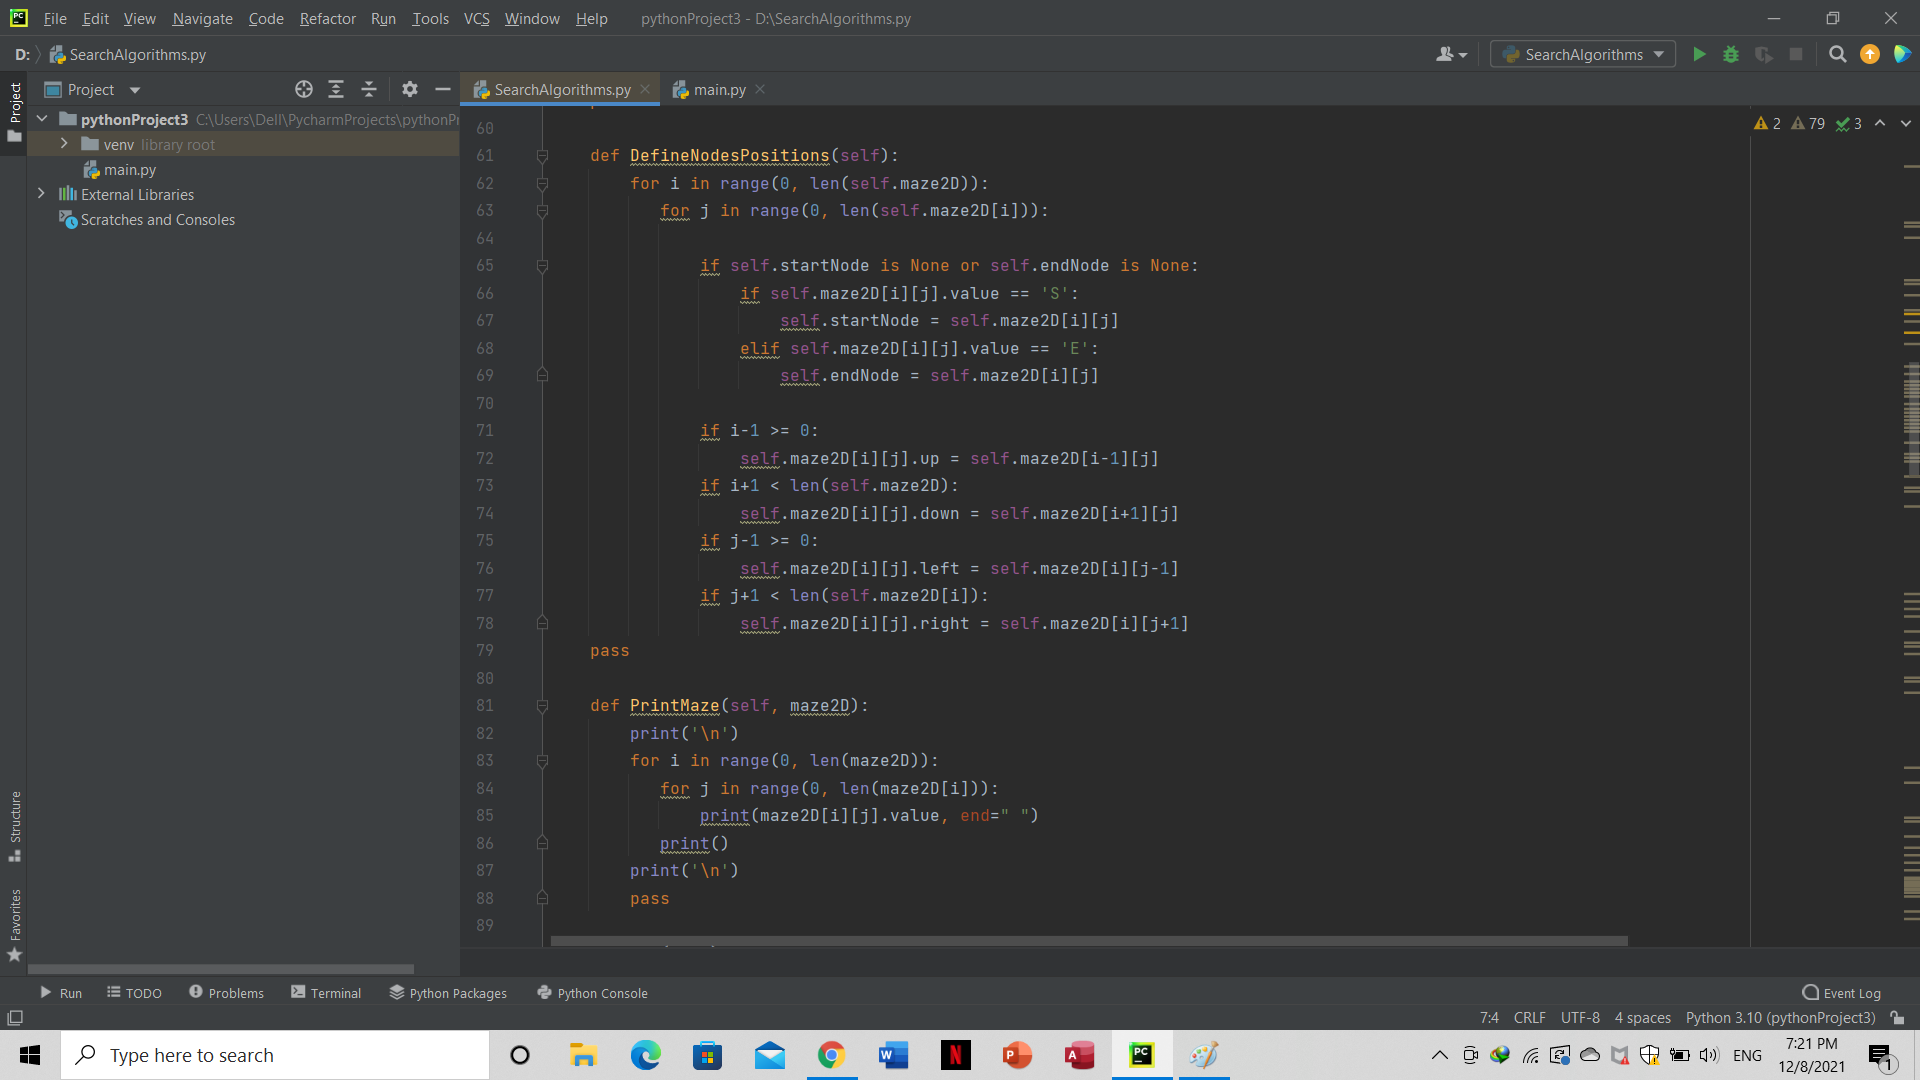 File Edit View Navigate Code Refactor Run Tools VCS Window Help pythonProject3 - D:\SearchAlgorithms.py
D: SearchAlgorithms.py SearchAlgorithms
Project
Project SearchAlgorithms.py main.py
pythonProject3 C:\Users\Dell\PycharmProjects\pythonP
venv library root
main.py
External Libraries
Scratches and Consoles
2 79 3
60
61 def DefineNodesPositions(self):
62 for i in range(0, len(self.maze2D)):
63 for j in range(0, len(self.maze2D[i])):
64
65 if self.startNode is None or self.endNode is None:
66 if self.maze2D[i][j].value == 'S':
67 self.startNode = self.maze2D[i][j]
68 elif self.maze2D[i][j].value == 'E':
69 self.endNode = self.maze2D[i][j]
70
71 if i-1 >= 0:
72 self.maze2D[i][j].up = self.maze2D[i-1][j]
73 if i+1 < len(self.maze2D):
74 self.maze2D[i][j].down = self.maze2D[i+1][j]
75 if j-1 >= 0:
76 self.maze2D[i][j].left = self.maze2D[i][j-1]
77 if j+1 < len(self.maze2D[i]):
78 self.maze2D[i][j].right = self.maze2D[i][j+1]
79 pass
80
81 def PrintMaze(self, maze2D):
82 print('\n')
83 for i in range(0, len(maze2D)):
84 for j in range(0, len(maze2D[i])):
85 print(maze2D[i][j].value, end=" ")
86 print()
87 print('\n')
88 pass
89
Structure
Favorites
Run TODO Problems Terminal Python Packages Python Console Event Log
7:4 CRLF UTF-8 4 spaces Python 3.10 (pythonProject3)
Type here to search
ENG
7:21 PM
12/8/2021
1